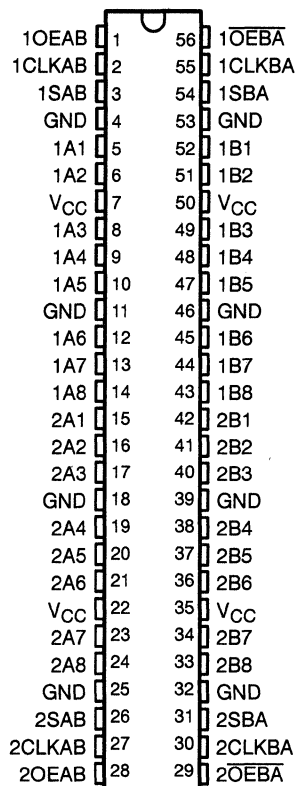 1OEAB 1 56 1O̅E̅B̅A̅
1CLKAB 2 55 1CLKBA
1SAB 3 54 1SBA
GND 4 53 GND
1A1 5 52 1B1
1A2 6 51 1B2
VCC 7 50 VCC
1A3 8 49 1B3
1A4 9 48 1B4
1A5 10 47 1B5
GND 11 46 GND
1A6 12 45 1B6
1A7 13 44 1B7
1A8 14 43 1B8
2A1 15 42 2B1
2A2 16 41 2B2
2A3 17 40 2B3
GND 18 39 GND
2A4 19 38 2B4
2A5 20 37 2B5
2A6 21 36 2B6
VCC 22 35 VCC
2A7 23 34 2B7
2A8 24 33 2B8
GND 25 32 GND
2SAB 26 31 2SBA
2CLKAB 27 30 2CLKBA
2OEAB 28 29 2O̅E̅B̅A̅